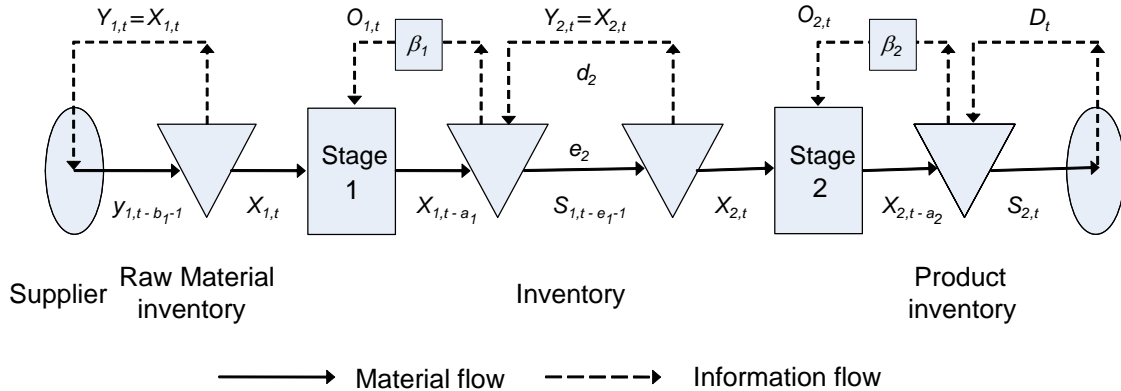 Y1,t = X1,t
O1,t
β1
Y2,t = X2,t
d2
O2,t
β2
Dt
Stage
1
e2
Stage
2
y1,t - b1-1
X1,t
X1,t - a1
S1,t - e1-1
X2,t
X2,t - a2
S2,t
Supplier
Raw Material
inventory
Inventory
Product
inventory
Material flow
Information flow